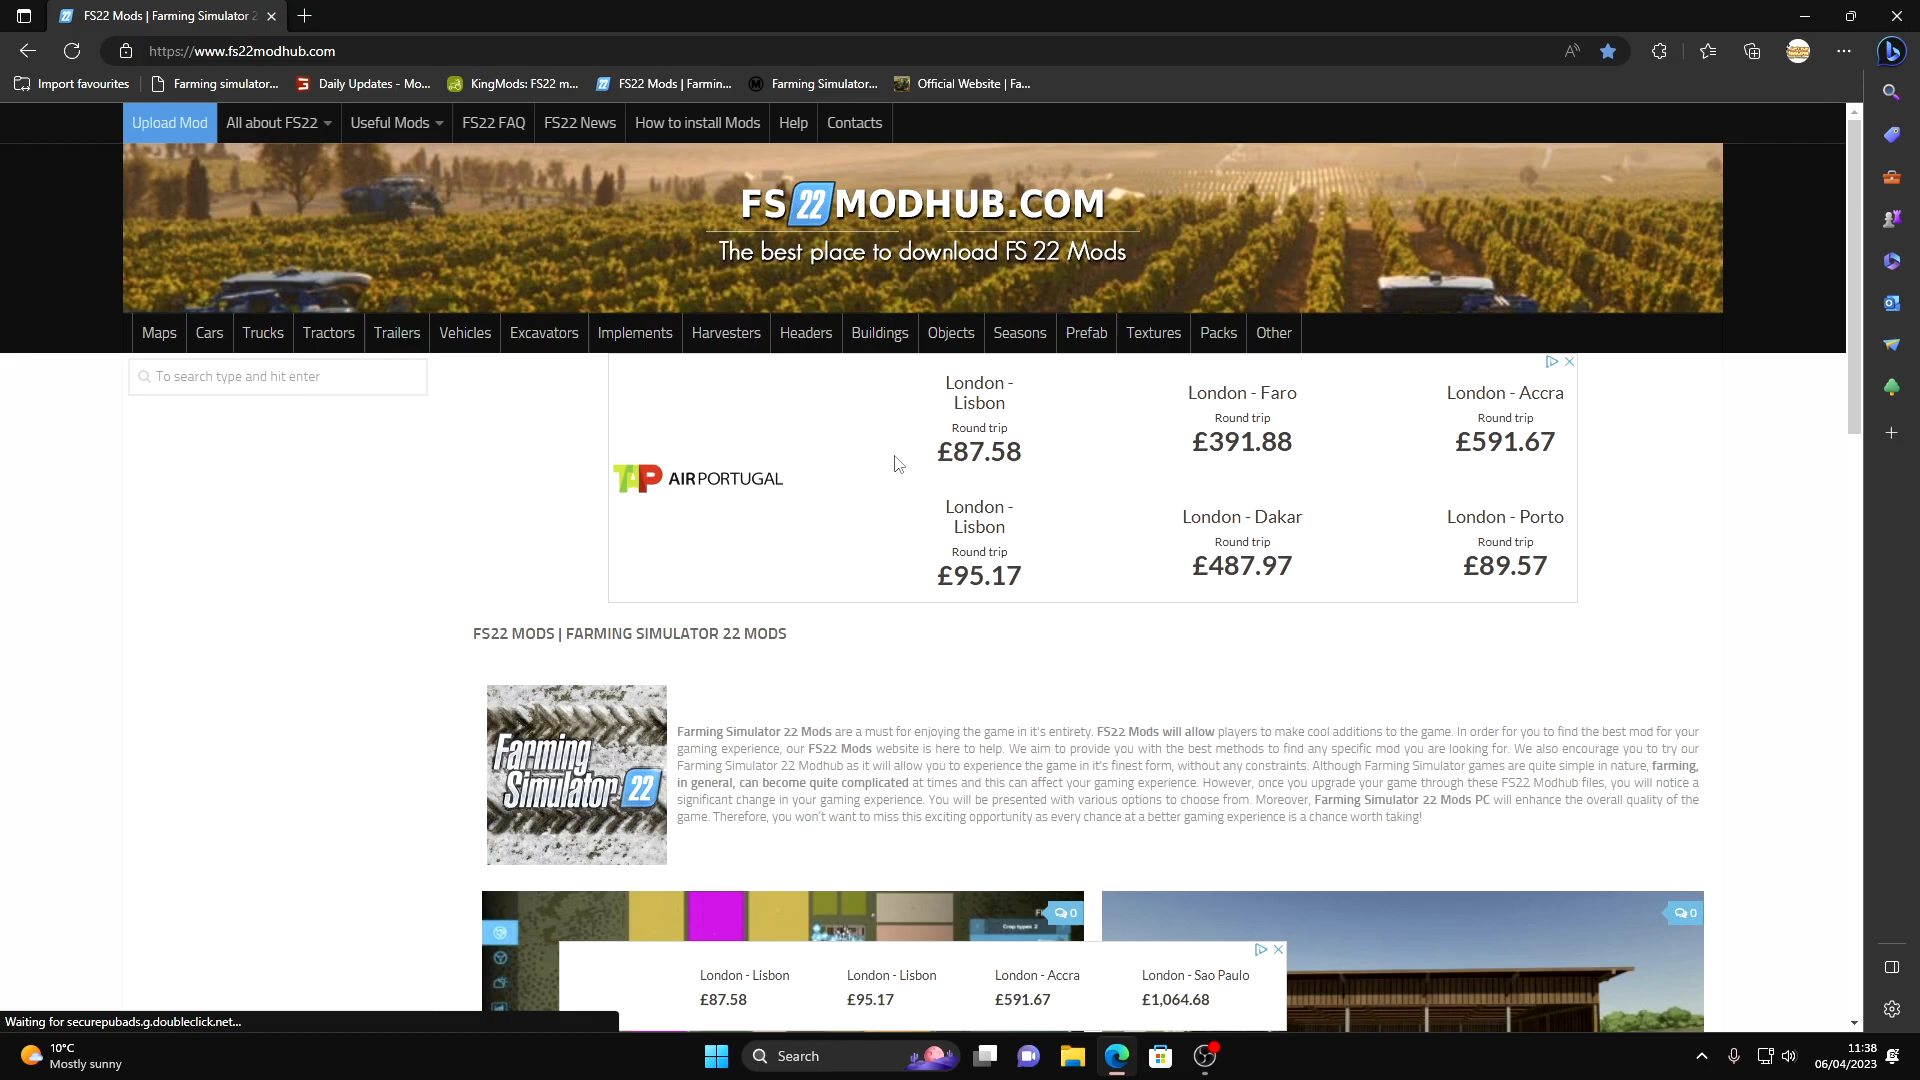 FS22 Mods | Farming Simulator 2
https://www.fs22modhub.com
Import favourites
Farming simulator...
Daily Updates - Mo...
KingMods: FS22 m...
FS22 Mods | Farmin...
Farming Simulator...
Official Website | Fa...
Upload Mod
All about FS22
Useful Mods
FS22 FAQ
FS22 News
How to install Mods
Help
Contacts
FS22MODHUB.COM
The best place to download FS 22 Mods
Maps
Cars
Trucks
Tractors
Trailers
Vehicles
Excavators
Implements
Harvesters
Headers
Buildings
Objects
Seasons
Prefab
Textures
Packs
Other
To search type and hit enter
TAP AIRPORTUGAL
London -
Lisbon
Round trip
£87.58
London - Faro
Round trip
£391.88
London - Accra
Round trip
£591.67
London -
Lisbon
Round trip
£95.17
London - Dakar
Round trip
£487.97
London - Porto
Round trip
£89.57
FS22 MODS | FARMING SIMULATOR 22 MODS
Farming
Simulator 22
Farming Simulator 22 Mods are a must for enjoying the game in it's entirety. FS22 Mods will allow players to make cool additions to the game. In order for you to find the best mod for your
gaming experience, our FS22 Mods website is here to help. We aim to provide you with the best methods to find any specific mod you are looking for. We also encourage you to try our
Farming Simulator 22 Modhub as it will allow you to experience the game in it's finest form, without any constraints. Although Farming Simulator games are quite simple in nature, farming,
in general, can become quite complicated at times and this can affect your gaming experience. However, once you upgrade your game through these FS22 Modhub files, you will notice a
significant change in your gaming experience. You will be presented with various options to choose from. Moreover, Farming Simulator 22 Mods PC will enhance the overall quality of the
game. Therefore, you won't want to miss this exciting opportunity as every chance at a better gaming experience is a chance worth taking!
0
Crop types 2
0
London - Lisbon
£87.58
London - Lisbon
£95.17
London - Accra
£591.67
London - Sao Paulo
£1,064.68
Waiting for securepubads.g.doubleclick.net...
10°C
Mostly sunny
Search
11:38
06/04/2023